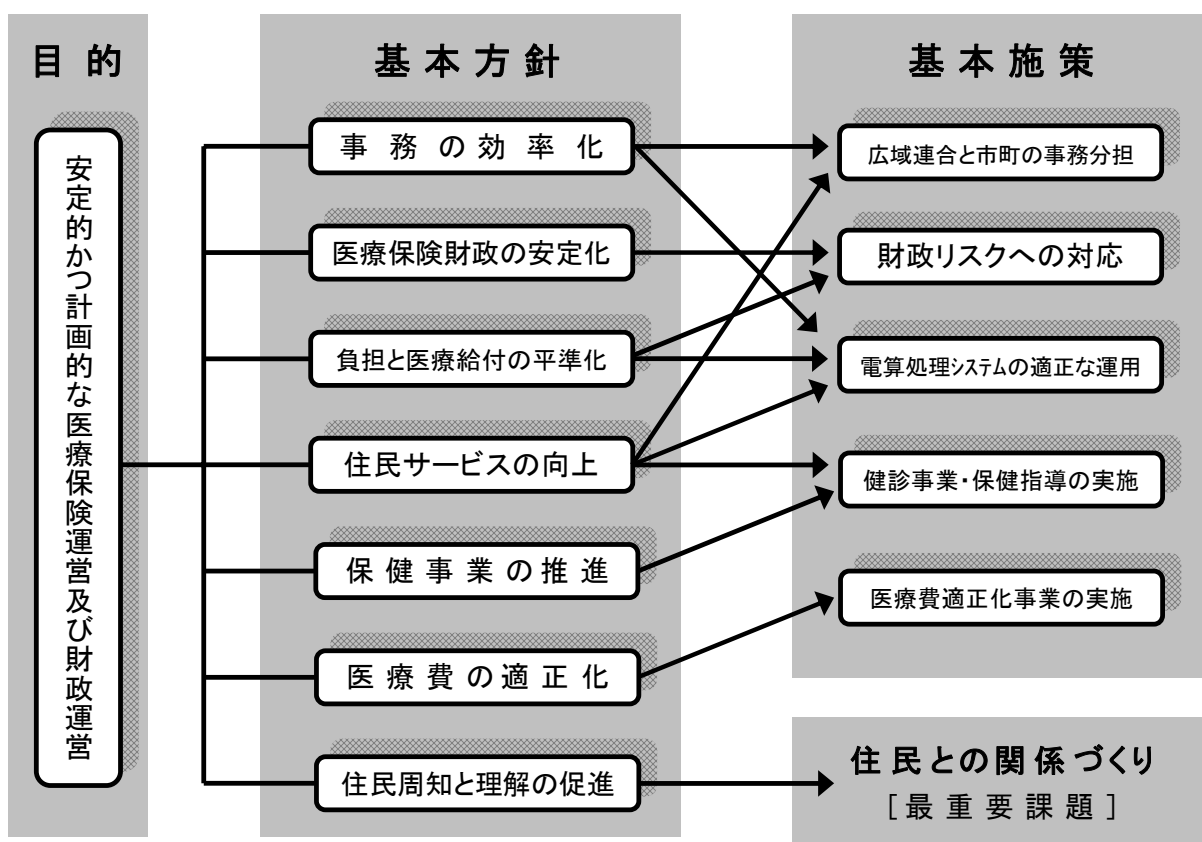 目的
安定的かつ計画的な医療保険運営及び財政運営
基本方針
事務の効率化
医療保険財政の安定化
負担と医療給付の平準化
住民サービスの向上
保健事業の推進
医療費の適正化
住民周知と理解の促進
基本施策
広域連合と市町の事務分担
財政リスクへの対応
電算処理ｼｽﾃﾑの適正な運用
健診事業・保健指導の実施
医療費適正化事業の実施
住民との関係づくり
[最重要課題]